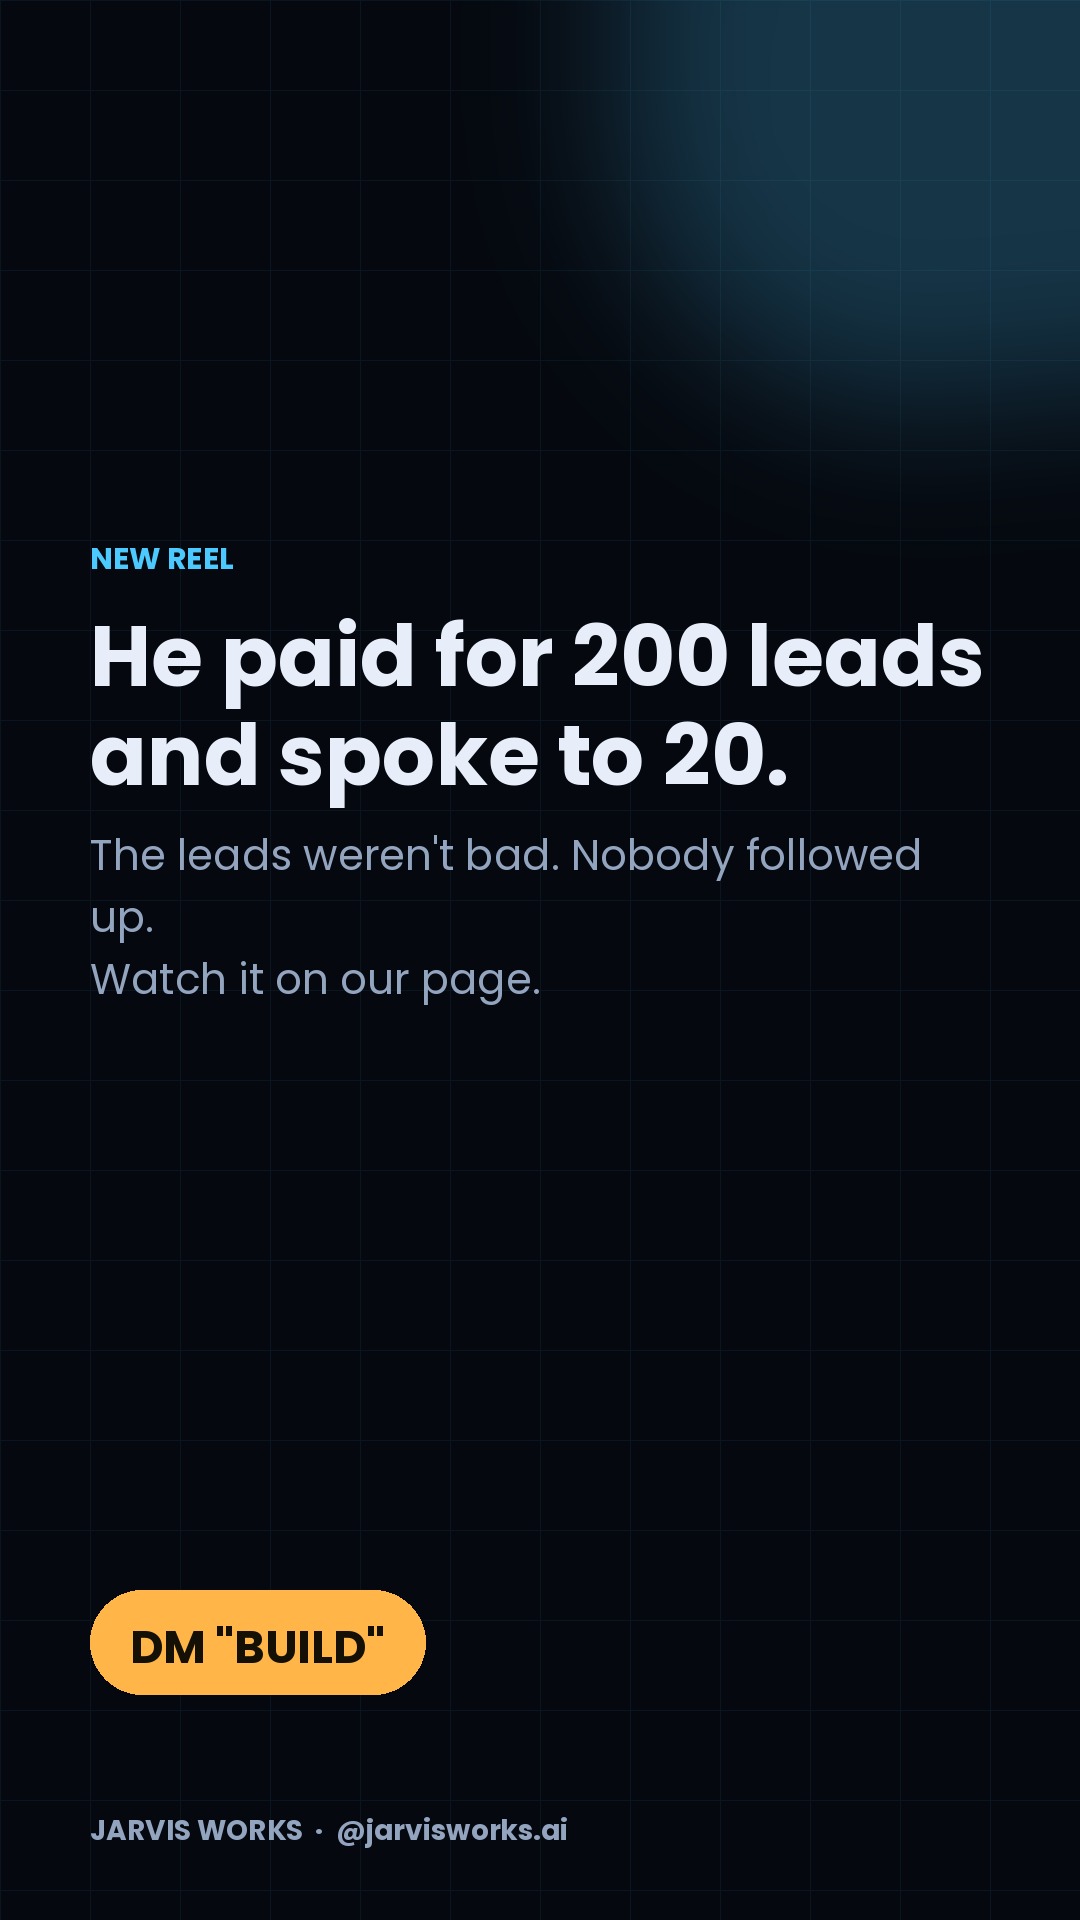 NEW REEL
He paid for 200 leads
and spoke to 20.
The leads weren't bad. Nobody followed
up.
Watch it on our page.
DM "BUILD"
JARVIS WORKS · @jarvisworks.ai